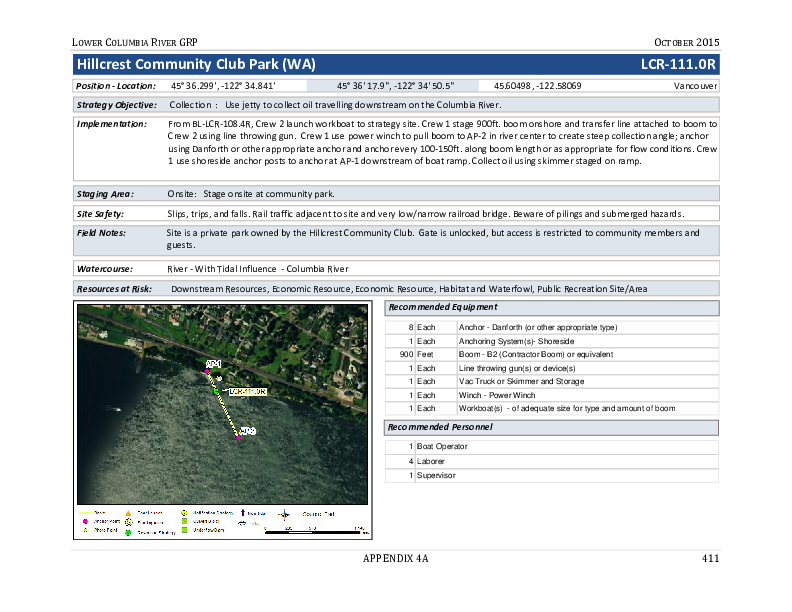 LOWER COLUMBIA RIVER GRP OCTOBER 2015
Hillcrest Community Club Park (WA) LCR-111.0R
Position - Location: 45° 36.299', -122° 34.841' 45° 36' 17.9", -122° 34' 50.5" 45.60498, -122.58069 Vancouver
Strategy Objective: Collection : Use jetty to collect oil travelling downstream on the Columbia River.
Implementation: From BL-LCR-108.4R, Crew 2 launch workboat to strategy site. Crew 1 stage 900ft. boom onshore and transfer line attached to boom to
Crew 2 using line throwing gun. Crew 1 use power winch to pull boom to AP-2 in river center to create steep collection angle; anchor
using Danforth or other appropriate anchor and anchor every 100-150ft. along boom length or as appropriate for flow conditions. Crew
1 use shoreside anchor posts to anchor at AP-1 downstream of boat ramp. Collect oil using skimmer staged on ramp.
Staging Area: Onsite: Stage onsite at community park.
Site Safety: Slips, trips, and falls. Rail traffic adjacent to site and very low/narrow railroad bridge. Beware of pilings and submerged hazards.
Field Notes: Site is a private park owned by the Hillcrest Community Club. Gate is unlocked, but access is restricted to community members and
guests.
Watercourse: River - With Tidal Influence - Columbia River
Resources at Risk: Downstream Resources, Economic Resource, Economic Resource, Habitat and Waterfowl, Public Recreation Site/Area
AP-1
LCR-111.0R
AP-2
Anchor Point
Photo Point
Recommended Equipment
8 Each Anchor - Danforth (or other appropriate type)
1 Each Anchoring System(s)- Shoreside
900 Feet Boom - B2 (Contractor Boom) or equivalent
1 Each Line throwing gun(s) or device(s)
1 Each Vac Truck or Skimmer and Storage
1 Each Winch - Power Winch
1 Each Workboat(s) - of adequate size for type and amount of boom
Recommended Personnel
1 Boat Operator
4 Laborer
1 Supervisor
APPENDIX 4A 411